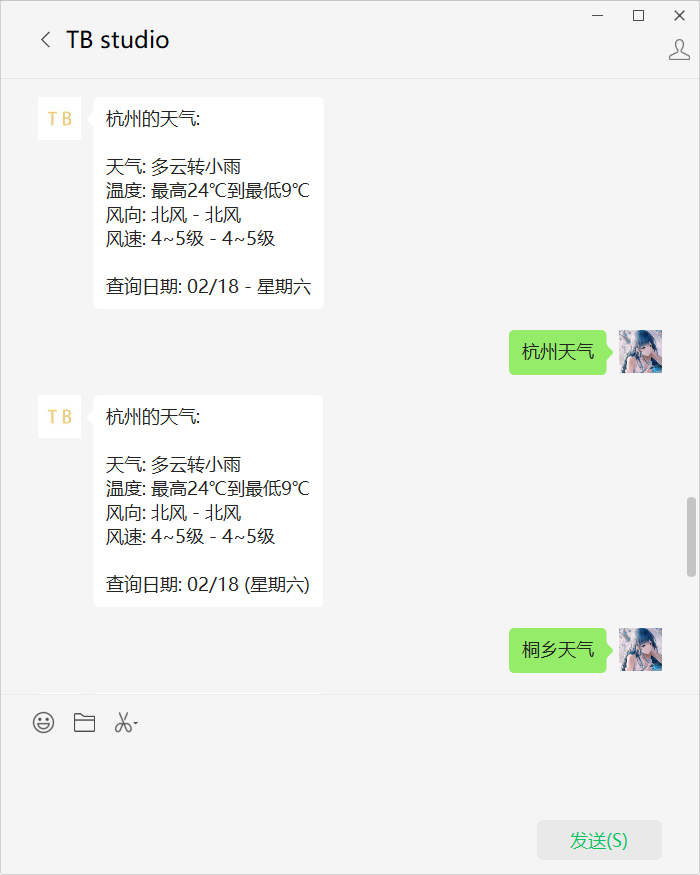 TB studio
TB
杭州的天气:
天气: 多云转小雨
温度: 最高24℃到最低9℃
风向: 北风 - 北风
风速: 4~5级 - 4~5级
查询日期: 02/18 - 星期六
杭州天气
TB
杭州的天气:
天气: 多云转小雨
温度: 最高24℃到最低9℃
风向: 北风 - 北风
风速: 4~5级 - 4~5级
查询日期: 02/18 (星期六)
桐乡天气
发送(S)